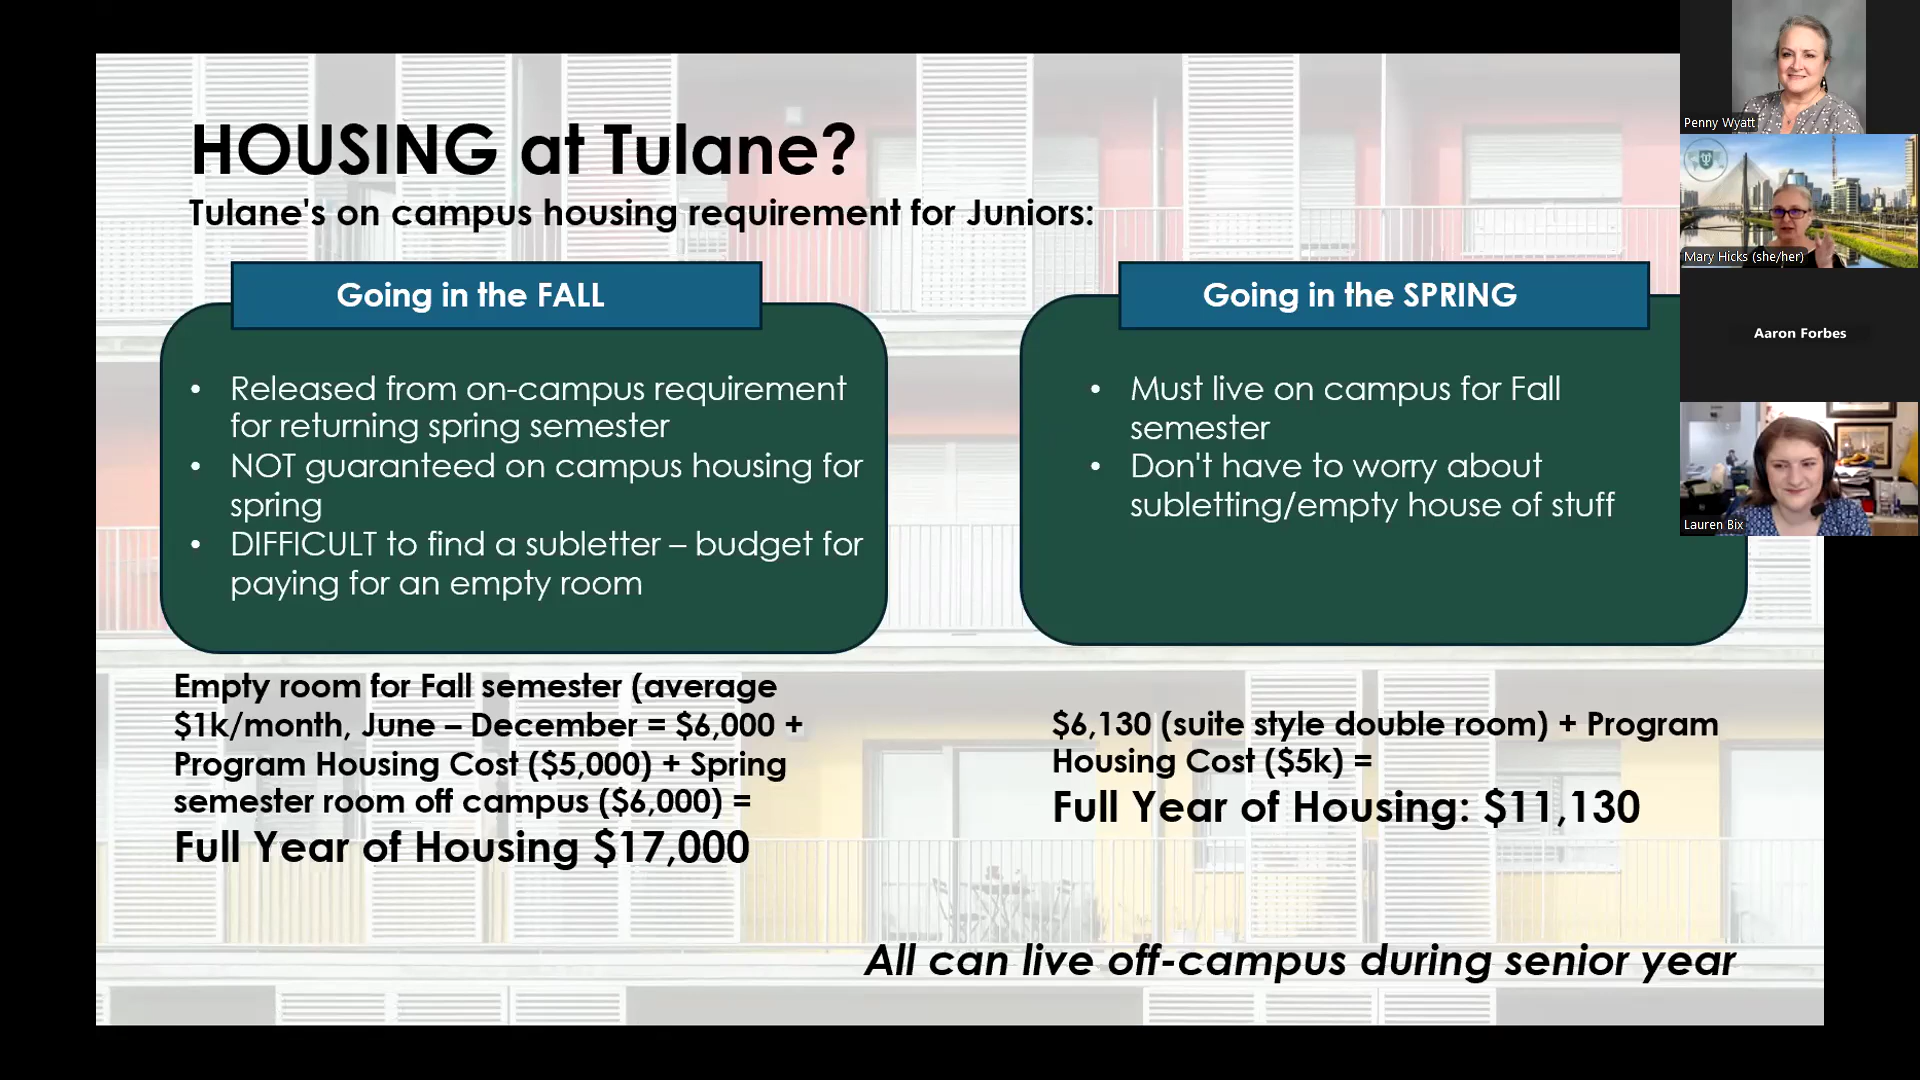 HOUSING at Tulane?
Tulane's on campus housing requirement for Juniors:
Going in the FALL
• Released from on-campus requirement
for returning spring semester
• NOT guaranteed on campus housing for
spring
• DIFFICULT to find a subletter – budget for
paying for an empty room
Empty room for Fall semester (average
$1k/month, June – December = $6,000 +
Program Housing Cost ($5,000) + Spring
semester room off campus ($6,000) =
Full Year of Housing $17,000
Going in the SPRING
• Must live on campus for Fall
semester
• Don't have to worry about
subletting/empty house of stuff
$6,130 (suite style double room) + Program
Housing Cost ($5k) =
Full Year of Housing: $11,130
All can live off-campus during senior year
Penny Wyatt
Mary Hicks (she/her)
Aaron Forbes
Lauren Bix